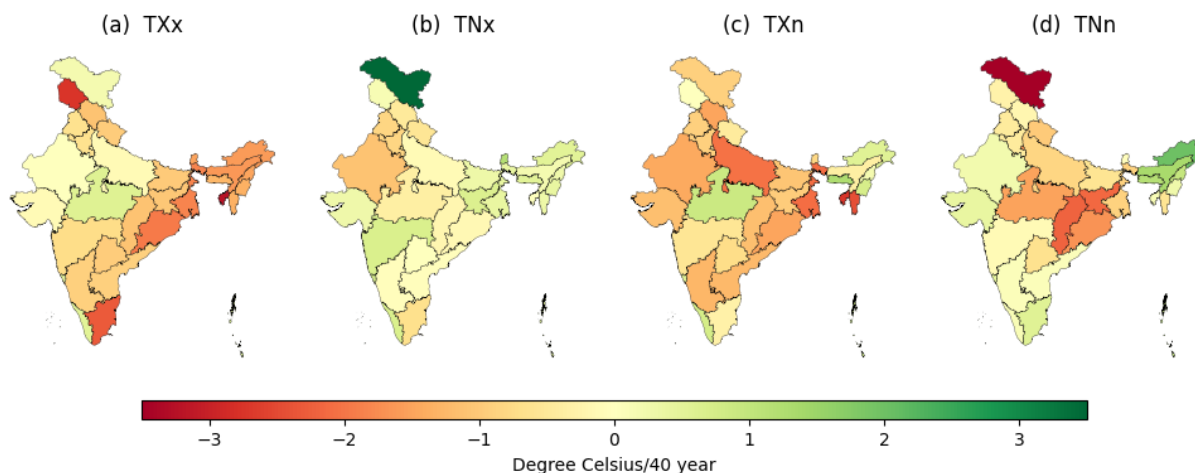 (a) TXx
(b) TNx
(c) TXn
(d) TNn
−3 −2 −1 0 1 2 3
Degree Celsius/40 year